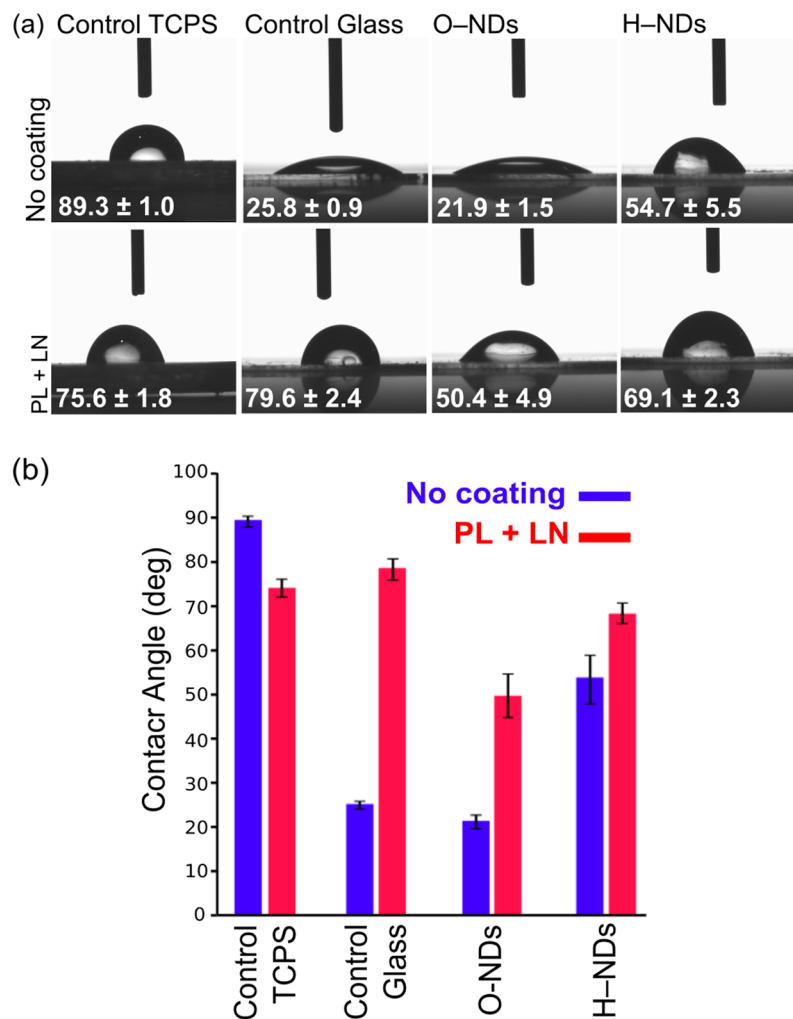 (a) Control TCPS Control Glass O–NDs H–NDs
No coating
89.3 ± 1.0 25.8 ± 0.9 21.9 ± 1.5 54.7 ± 5.5
PL + LN
75.6 ± 1.8 79.6 ± 2.4 50.4 ± 4.9 69.1 ± 2.3
(b)
No coating
PL + LN
Contacr Angle (deg)
100
90
80
70
60
50
40
30
20
10
0
Control
TCPS
Control
Glass
O-NDs
H–NDs